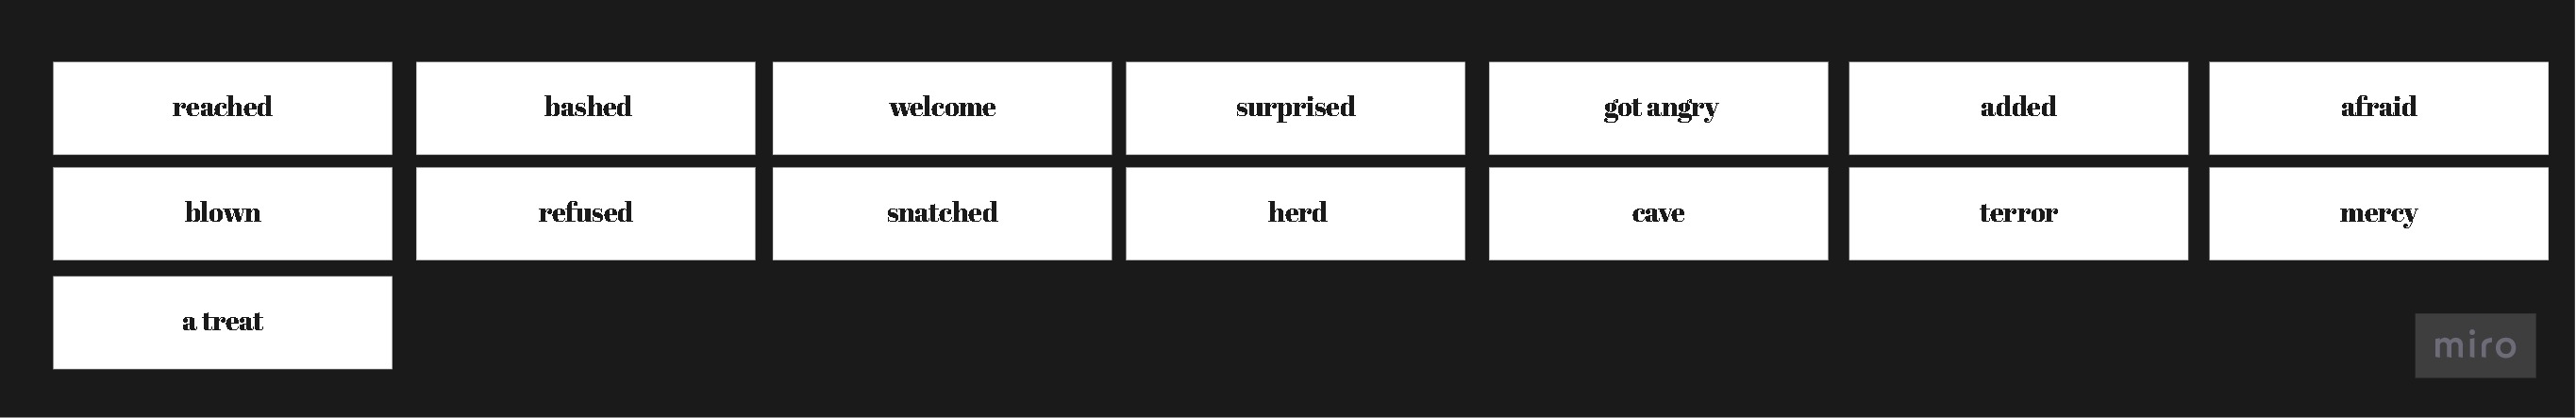 reached bashed welcome surprised got angry added afraid
blown refused snatched herd cave terror mercy
a treat
miro